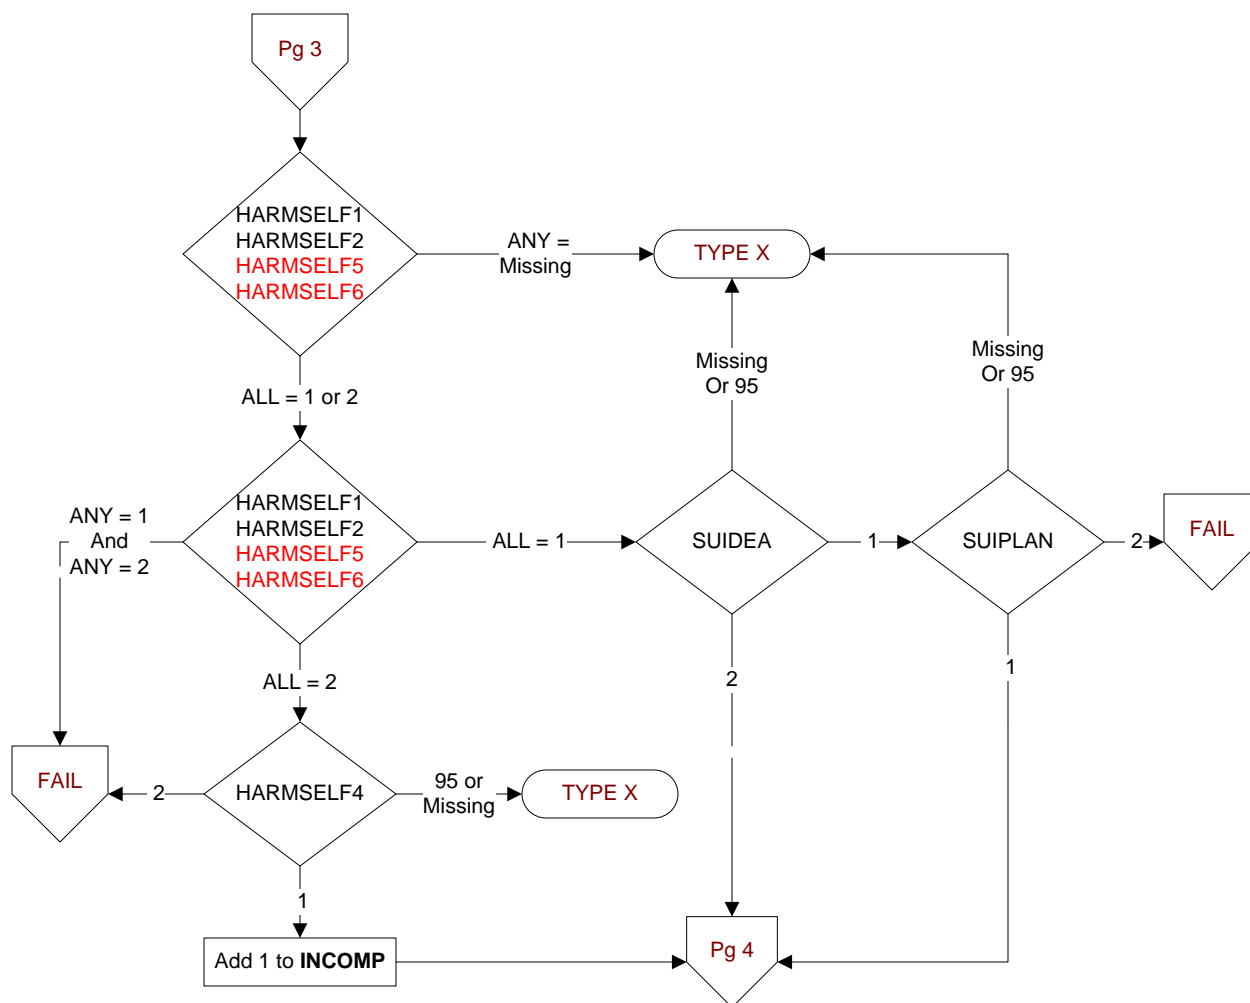 Pg 3
HARMSELF1
HARMSELF2
HARMSELF5
HARMSELF6
ANY =
Missing
TYPE X
Missing
Or 95
Missing
Or 95
ALL = 1 or 2
ANY = 1
And
ANY = 2
HARMSELF1
HARMSELF2
HARMSELF5
HARMSELF6
ALL = 1
SUIDEA
1
SUIPLAN
2
FAIL
ALL = 2
2
1
FAIL
2
HARMSELF4
95 or
Missing
TYPE X
1
Add 1 to INCOMP
Pg 4